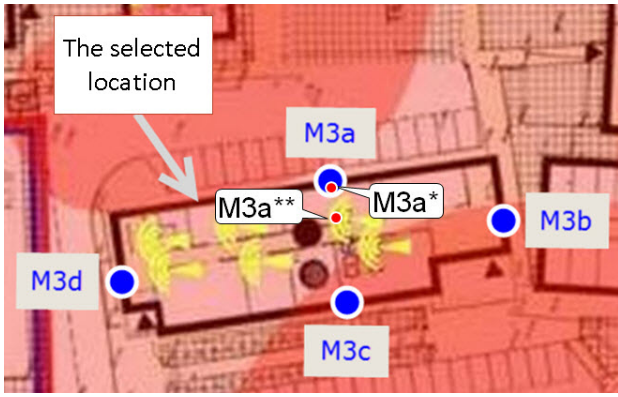 The selected
location
M3a
M3a**
M3a*
M3b
M3d
M3c